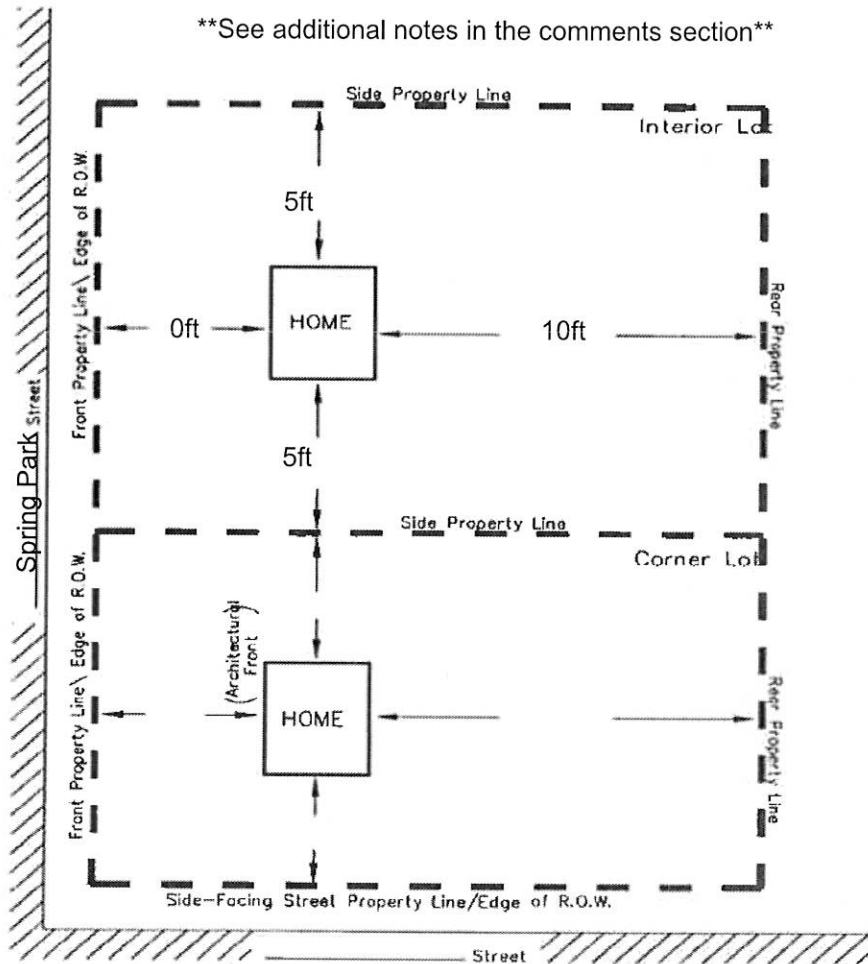 **See additional notes in the comments section**
Side Property Line
Interior Lot
Front Property Line\ Edge of R.O.W.
5ft
Rear Property Line
0ft
HOME
10ft
5ft
Spring Park Street
Side Property Line
Corner Lot
Front Property Line\ Edge of R.O.W.
(Architectural
Front)
HOME
Rear Property Line
Side-Facing Street Property Line/Edge of R.O.W.
Street